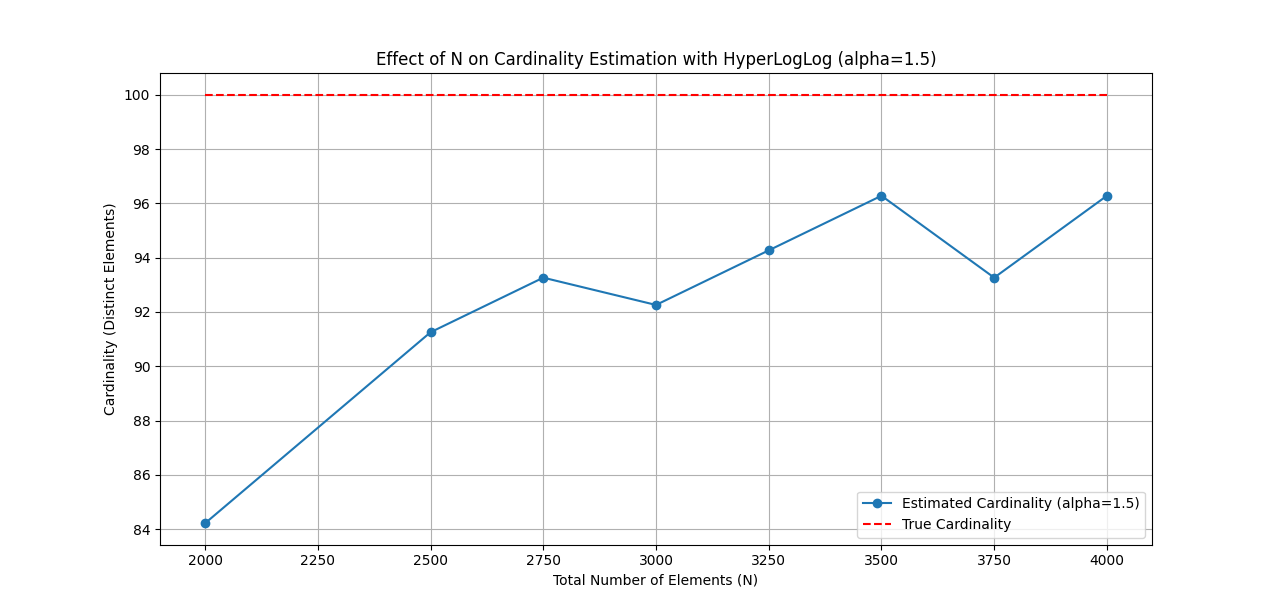 Effect of N on Cardinality Estimation with HyperLogLog (alpha=1.5)
Cardinality (Distinct Elements)
100
98
96
94
92
90
88
86
84
Estimated Cardinality (alpha=1.5)
True Cardinality
2000 2250 2500 2750 3000 3250 3500 3750 4000
Total Number of Elements (N)